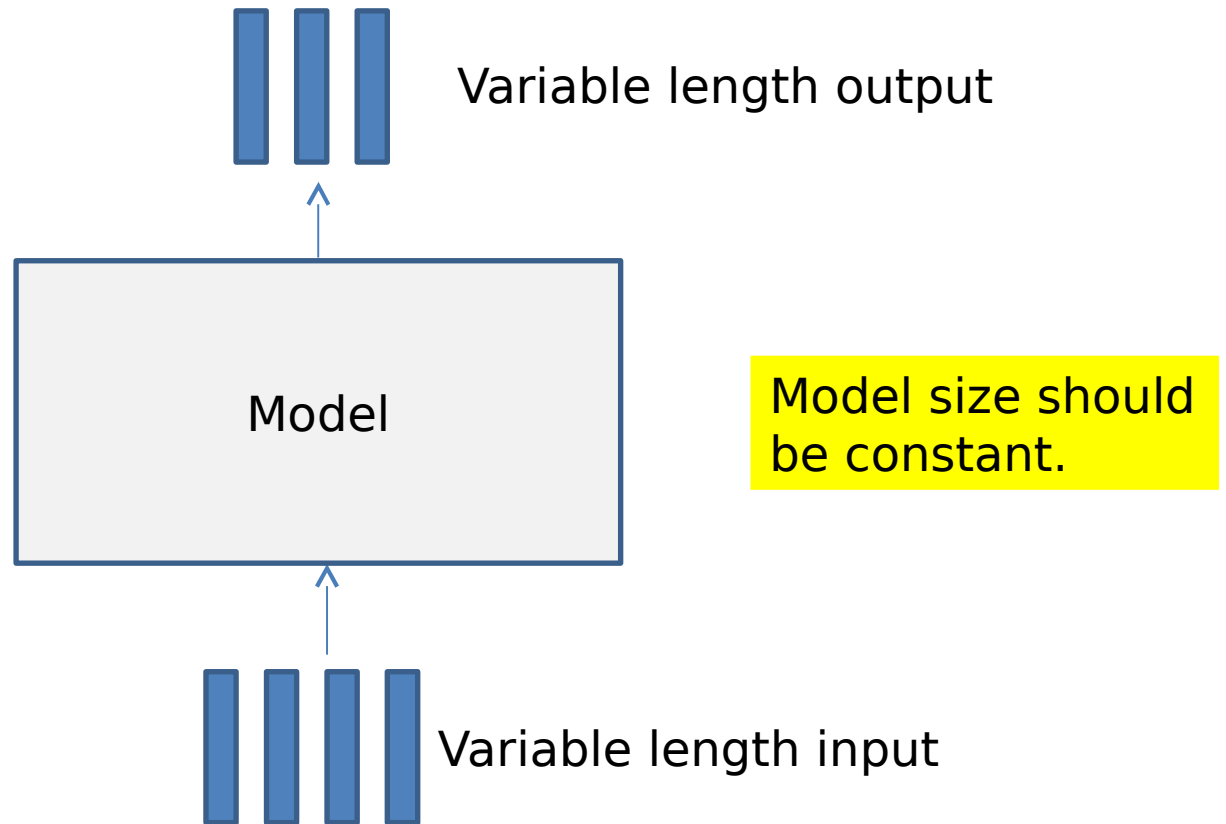 Variable length output
Model
Model size should
be constant.
Variable length input